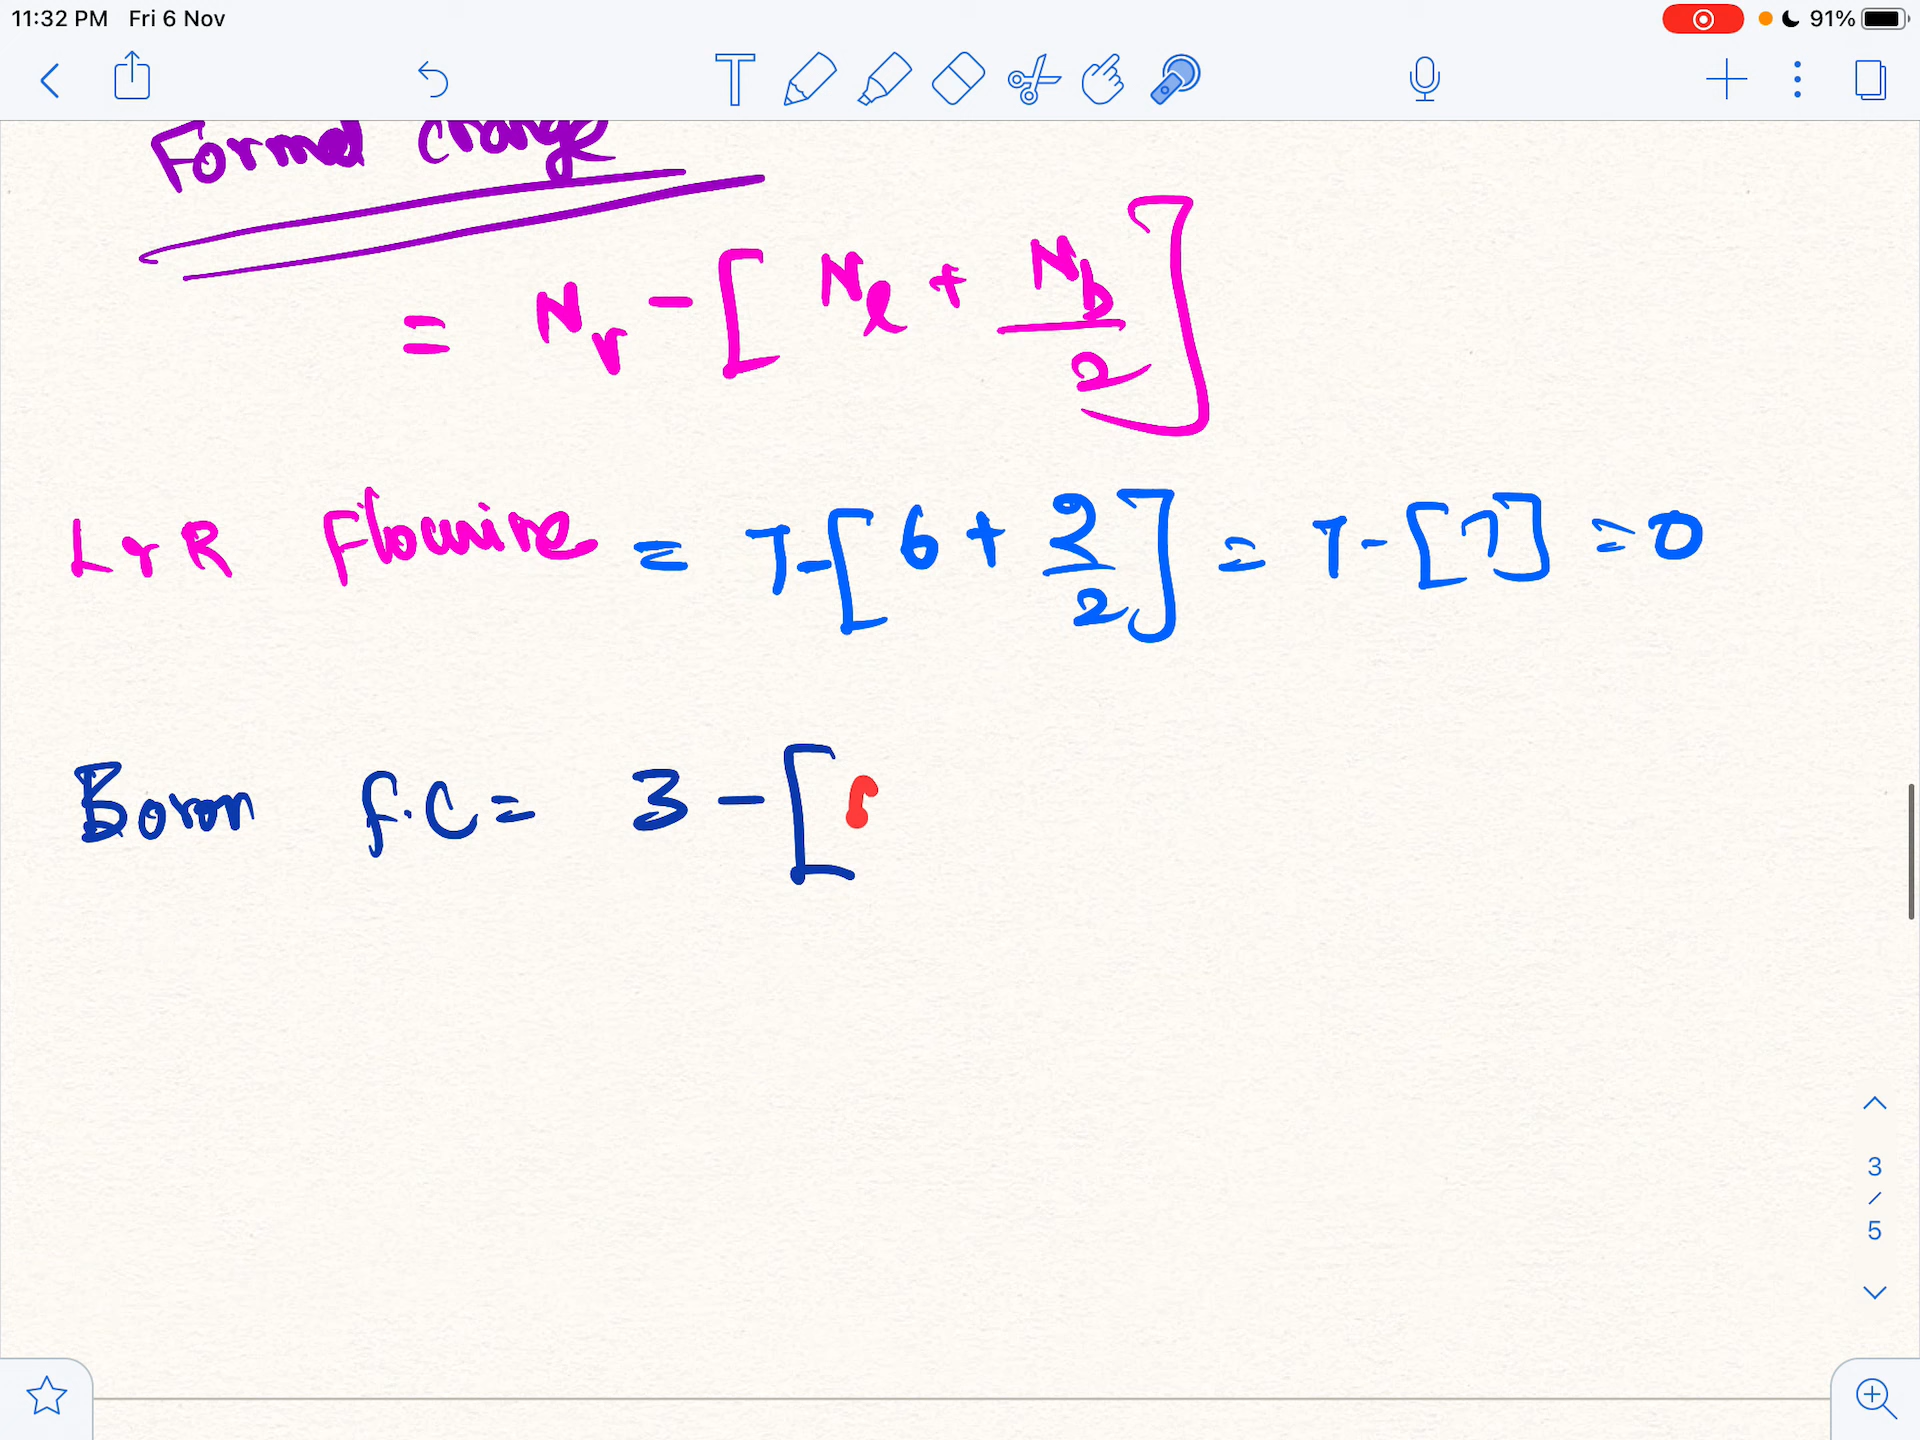 11:32 PM Fri 6 Nov 91%
T
Formal charge
= Nr - [ Nl + Nb/2 ]
L r R Flourine = 7-[6 + 2/2] = 7-[7] = 0
Boron f.C = 3 - [
3
/
5